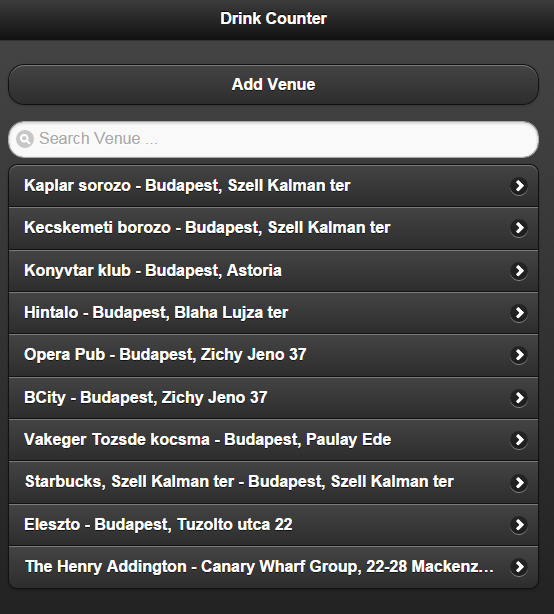 Drink Counter
Add Venue
Search Venue ...
Kaplar sorozo - Budapest, Szell Kalman ter
Kecskemeti borozo - Budapest, Szell Kalman ter
Konyvtar klub - Budapest, Astoria
Hintalo - Budapest, Blaha Lujza ter
Opera Pub - Budapest, Zichy Jeno 37
BCity - Budapest, Zichy Jeno 37
Vakeger Tozsde kocsma - Budapest, Paulay Ede
Starbucks, Szell Kalman ter - Budapest, Szell Kalman ter
Eleszto - Budapest, Tuzolto utca 22
The Henry Addington - Canary Wharf Group, 22-28 Mackenz...